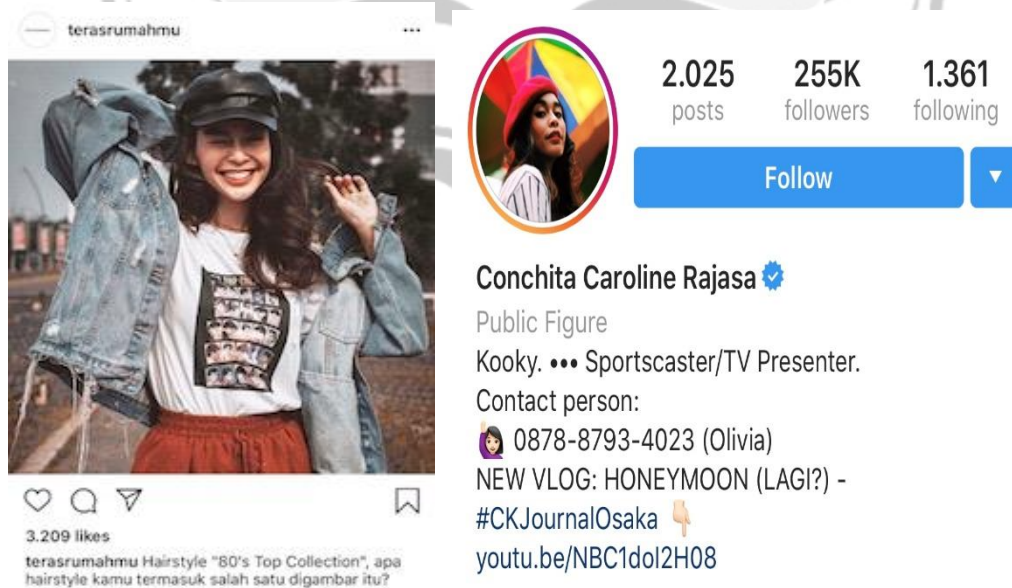 terasrumahmu
3.209 likes
terasrumahmu Hairstyle "80's Top Collection", apa
hairstyle kamu termasuk salah satu digambar itu?
2.025 255K 1.361
posts followers following
Follow
Conchita Caroline Rajasa
Public Figure
Kooky. ••• Sportscaster/TV Presenter.
Contact person:
🙋🏻‍♀️ 0878-8793-4023 (Olivia)
NEW VLOG: HONEYMOON (LAGI?) -
#CKJournalOsaka 👇🏻
youtu.be/NBC1doI2H08